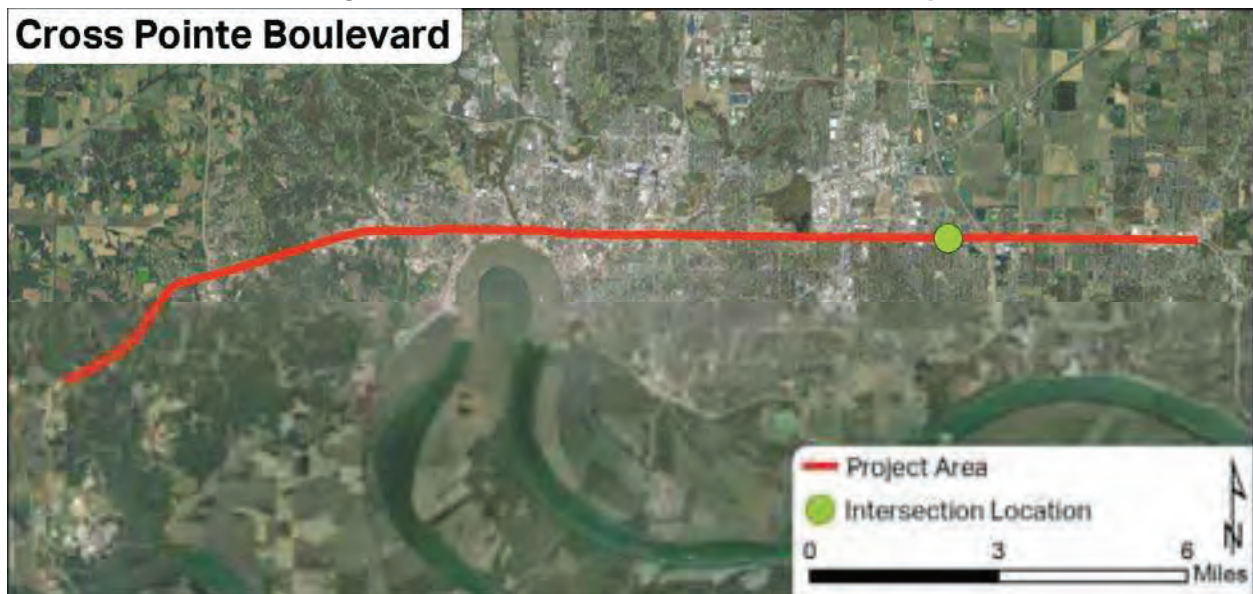 Cross Pointe Boulevard
Project Area
Intersection Location
N
0 3 6
Miles